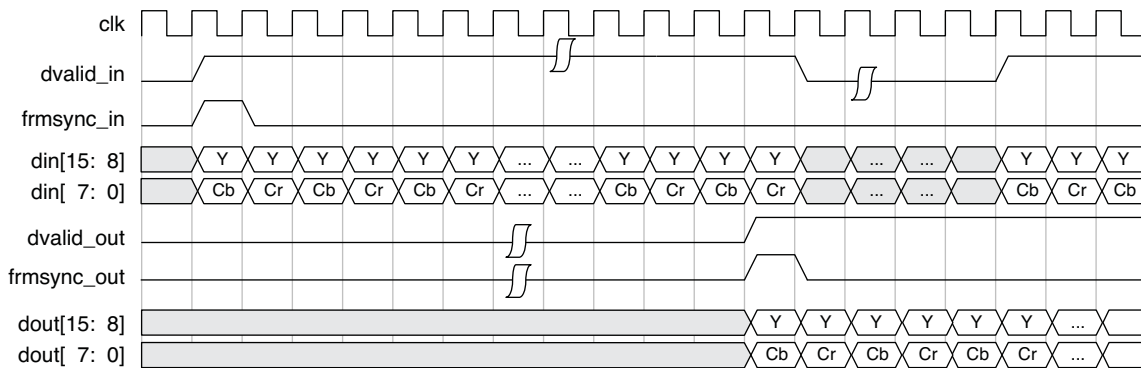 clk
dvalid_in
frmsync_in
din[15: 8] Y Y Y Y Y Y ... ... Y Y Y Y ... ... Y Y Y
din[ 7: 0] Cb Cr Cb Cr Cb Cr ... ... Cb Cr Cb Cr ... ... Cb Cr Cb
dvalid_out
frmsync_out
dout[15: 8] Y Y Y Y Y Y ...
dout[ 7: 0] Cb Cr Cb Cr Cb Cr ...